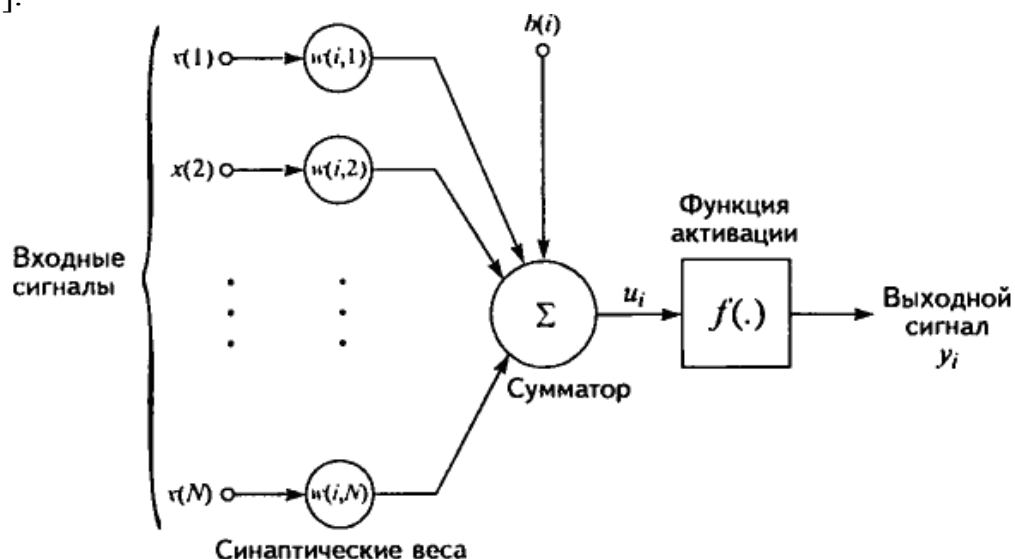 ].
x(1)
w(i,1)
b(i)
x(2)
w(i,2)
Входные
сигналы
Σ
Сумматор
u_i
Функция
активации
f(.)
Выходной
сигнал
y_i
x(N)
w(i,N)
Синаптические веса